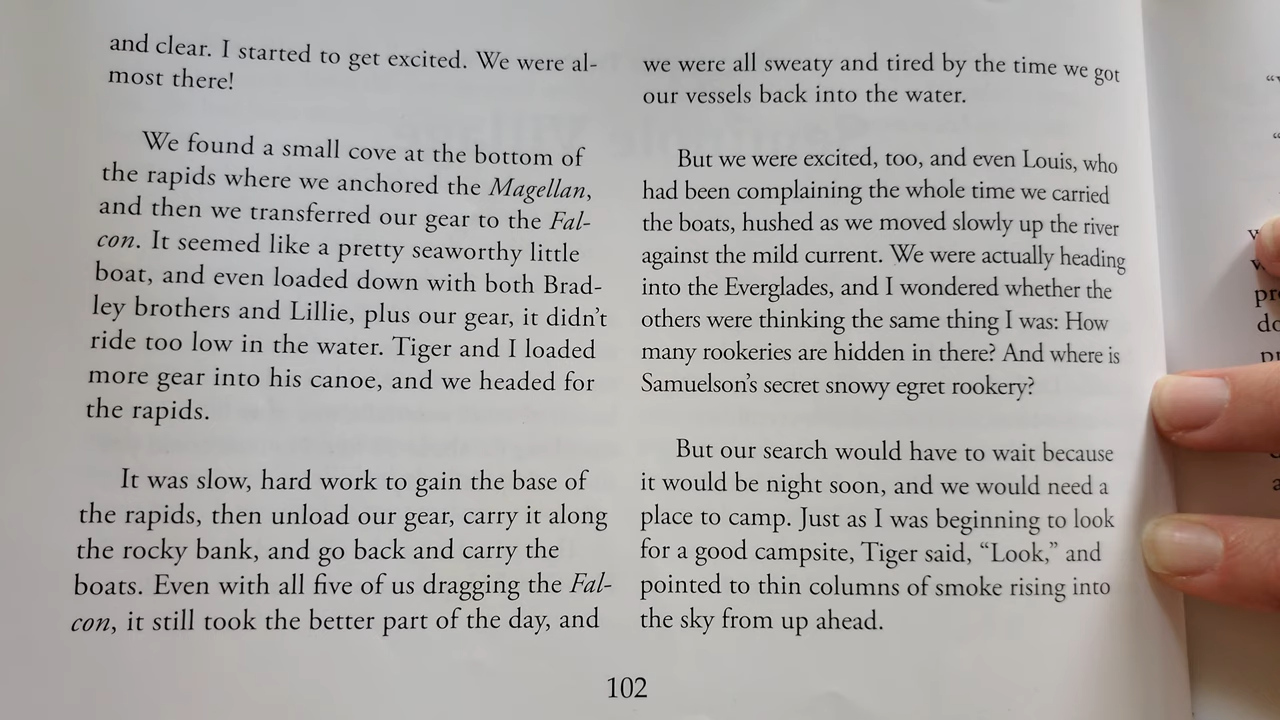 and clear. I started to get excited. We were al-
most there!
We found a small cove at the bottom of
the rapids where we anchored the Magellan,
and then we transferred our gear to the Fal-
con. It seemed like a pretty seaworthy little
boat, and even loaded down with both Brad-
ley brothers and Lillie, plus our gear, it didn't
ride too low in the water. Tiger and I loaded
more gear into his canoe, and we headed for
the rapids.
It was slow, hard work to gain the base of
the rapids, then unload our gear, carry it along
the rocky bank, and go back and carry the
boats. Even with all five of us dragging the Fal-
con, it still took the better part of the day, and
we were all sweaty and tired by the time we got
our vessels back into the water.
But we were excited, too, and even Louis, who
had been complaining the whole time we carried
the boats, hushed as we moved slowly up the river
against the mild current. We were actually heading
into the Everglades, and I wondered whether the
others were thinking the same thing I was: How
many rookeries are hidden in there? And where is
Samuelson's secret snowy egret rookery?
But our search would have to wait because
it would be night soon, and we would need a
place to camp. Just as I was beginning to look
for a good campsite, Tiger said, “Look,” and
pointed to thin columns of smoke rising into
the sky from up ahead.
102